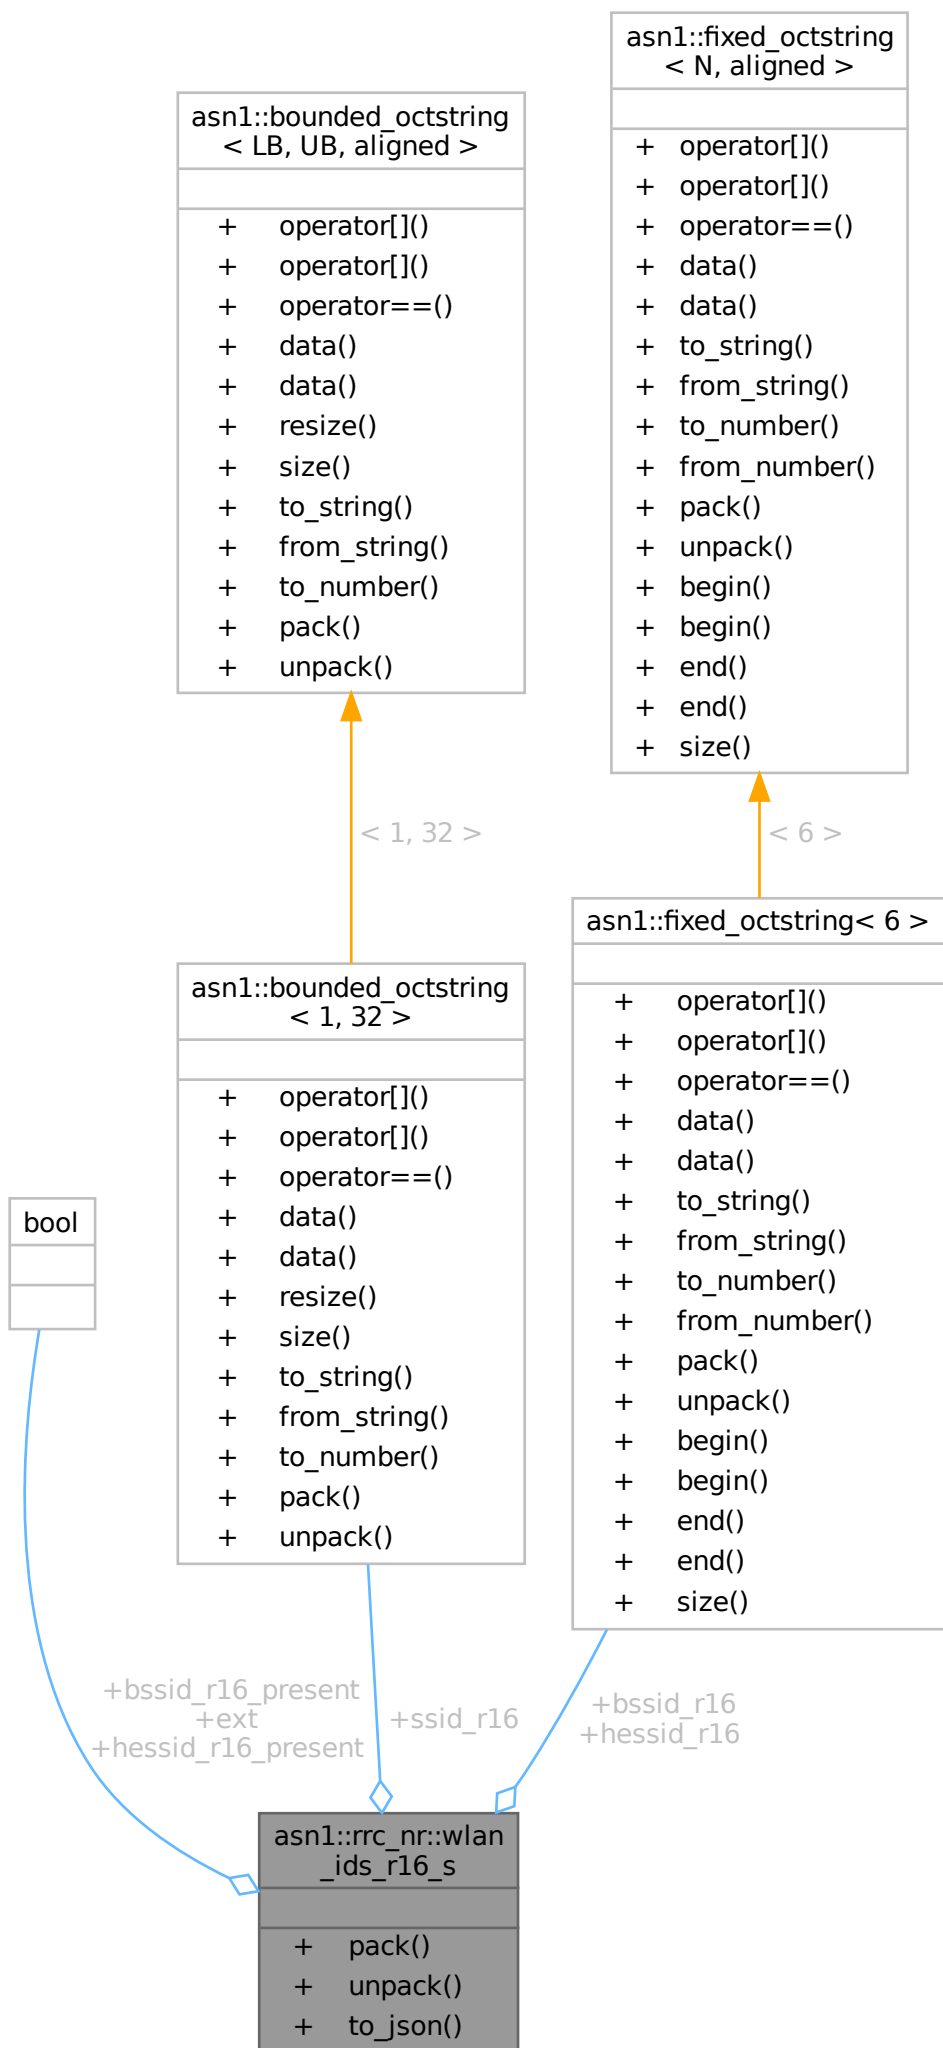 asn1::fixed_octstring
< N, aligned >
+ operator[]()
+ operator[]()
+ operator==()
+ data()
+ data()
+ to_string()
+ from_string()
+ to_number()
+ from_number()
+ pack()
+ unpack()
+ begin()
+ begin()
+ end()
+ end()
+ size()
asn1::bounded_octstring
< LB, UB, aligned >
+ operator[]()
+ operator[]()
+ operator==()
+ data()
+ data()
+ resize()
+ size()
+ to_string()
+ from_string()
+ to_number()
+ pack()
+ unpack()
< 1, 32 >
< 6 >
asn1::fixed_octstring< 6 >
+ operator[]()
+ operator[]()
+ operator==()
+ data()
+ data()
+ to_string()
+ from_string()
+ to_number()
+ from_number()
+ pack()
+ unpack()
+ begin()
+ begin()
+ end()
+ end()
+ size()
asn1::bounded_octstring
< 1, 32 >
+ operator[]()
+ operator[]()
+ operator==()
+ data()
+ data()
+ resize()
+ size()
+ to_string()
+ from_string()
+ to_number()
+ pack()
+ unpack()
bool
+bssid_r16_present
+ext
+hessid_r16_present
+ssid_r16
+bssid_r16
+hessid_r16
asn1::rrc_nr::wlan
_ids_r16_s
+ pack()
+ unpack()
+ to_json()